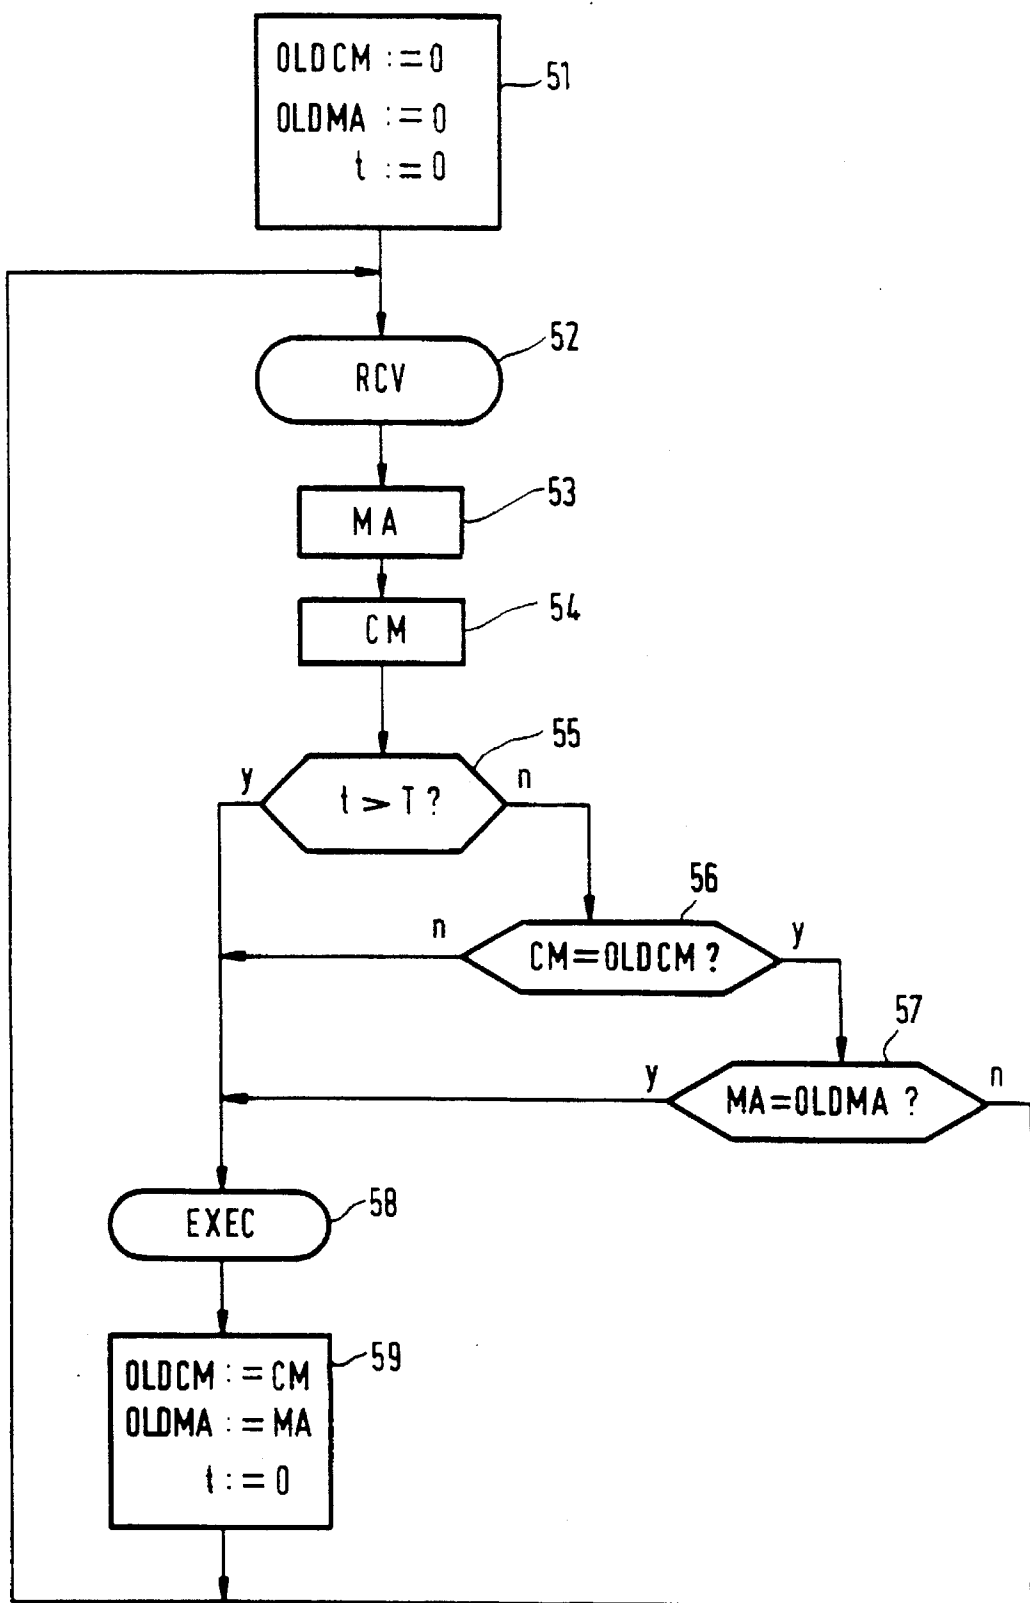 OLDCM := 0
OLDMA := 0
t := 0
51
52
RCV
53
MA
54
CM
55
y
n
t > T ?
56
n
y
CM=OLDCM ?
57
y
n
MA=OLDMA ?
58
EXEC
59
OLDCM := CM
OLDMA := MA
t := 0